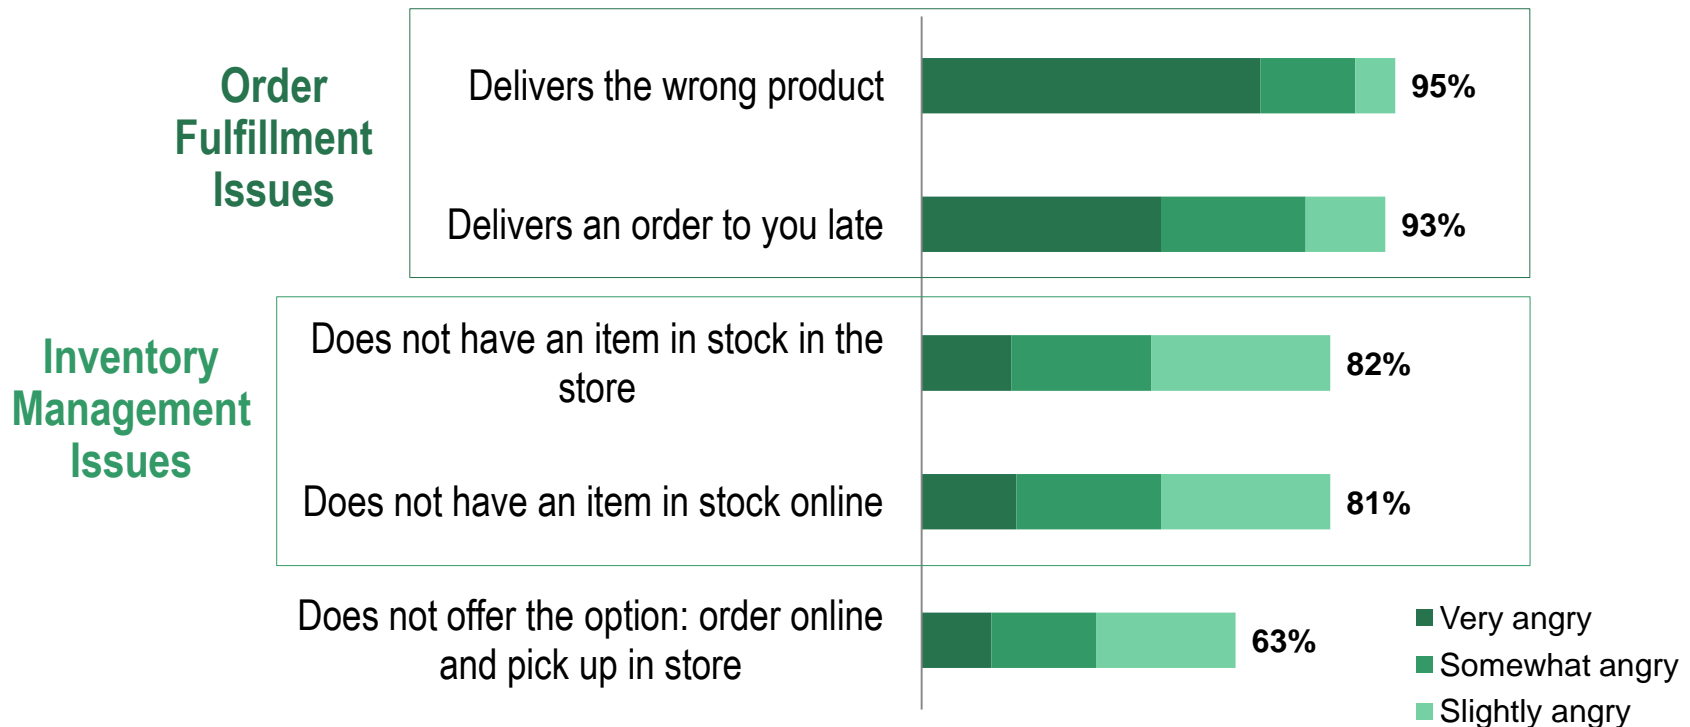 Order
Fulfillment
Issues
Delivers the wrong product
95%
Delivers an order to you late
93%
Inventory
Management
Issues
Does not have an item in stock in the
store
82%
Does not have an item in stock online
81%
Does not offer the option: order online
and pick up in store
63%
Very angry
Somewhat angry
Slightly angry